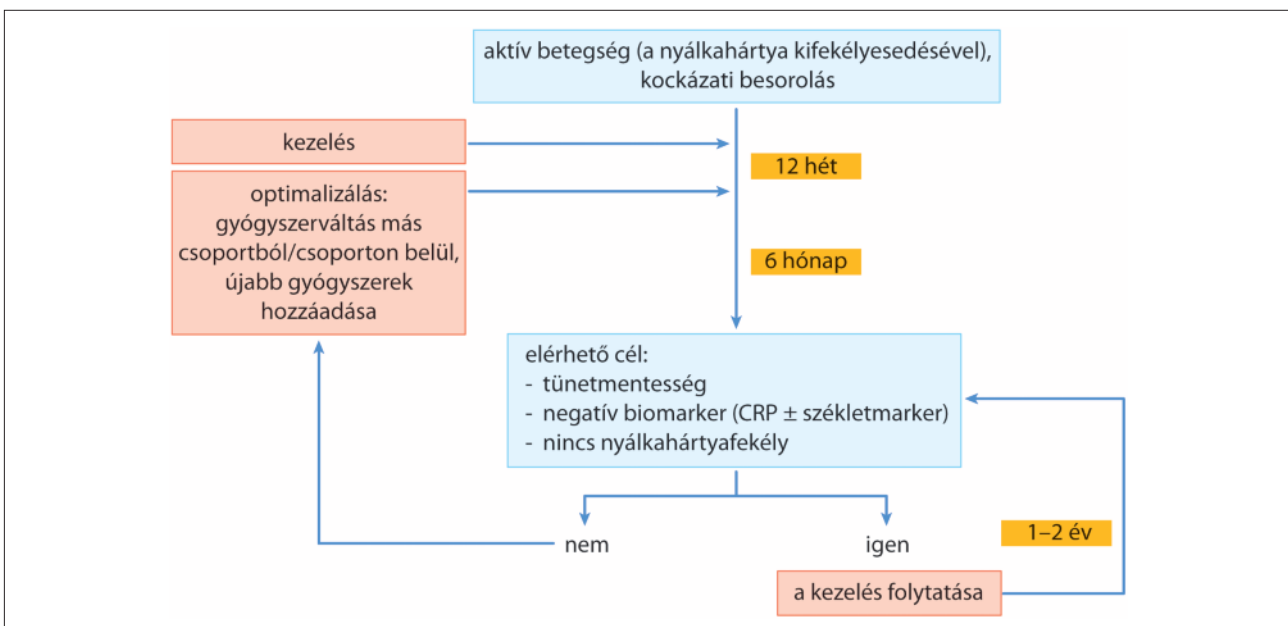 aktív betegség (a nyálkahártya kifekélyesedésével),
kockázati besorolás
kezelés
12 hét
optimalizálás:
gyógyszerváltás más
csoportból/csoporton belül,
újabb gyógyszerek
hozzáadása
6 hónap
elérhető cél:
- tünetmentesség
- negatív biomarker (CRP ± székletmarker)
- nincs nyálkahártyafekély
nem
igen
1–2 év
a kezelés folytatása